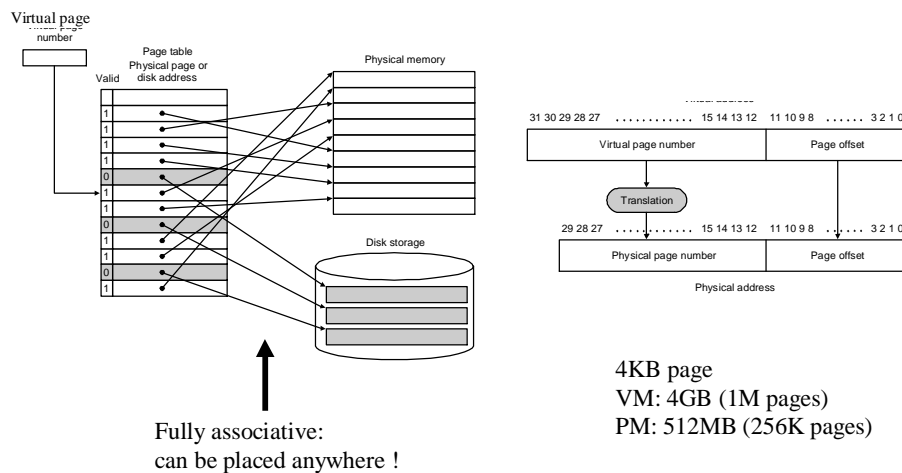 Virtual page
number
Page table
Physical page or
disk address
Valid
1
1
1
1
0
1
1
0
1
1
0
1
Physical memory
Disk storage
Fully associative:
can be placed anywhere !
31 30 29 28 27 . . . . . . . . . . . . 15 14 13 12 11 10 9 8 . . . . . . 3 2 1 0
Virtual page number Page offset
Translation
29 28 27 . . . . . . . . . . . . 15 14 13 12 11 10 9 8 . . . . . . 3 2 1 0
Physical page number Page offset
Physical address
4KB page
VM: 4GB (1M pages)
PM: 512MB (256K pages)